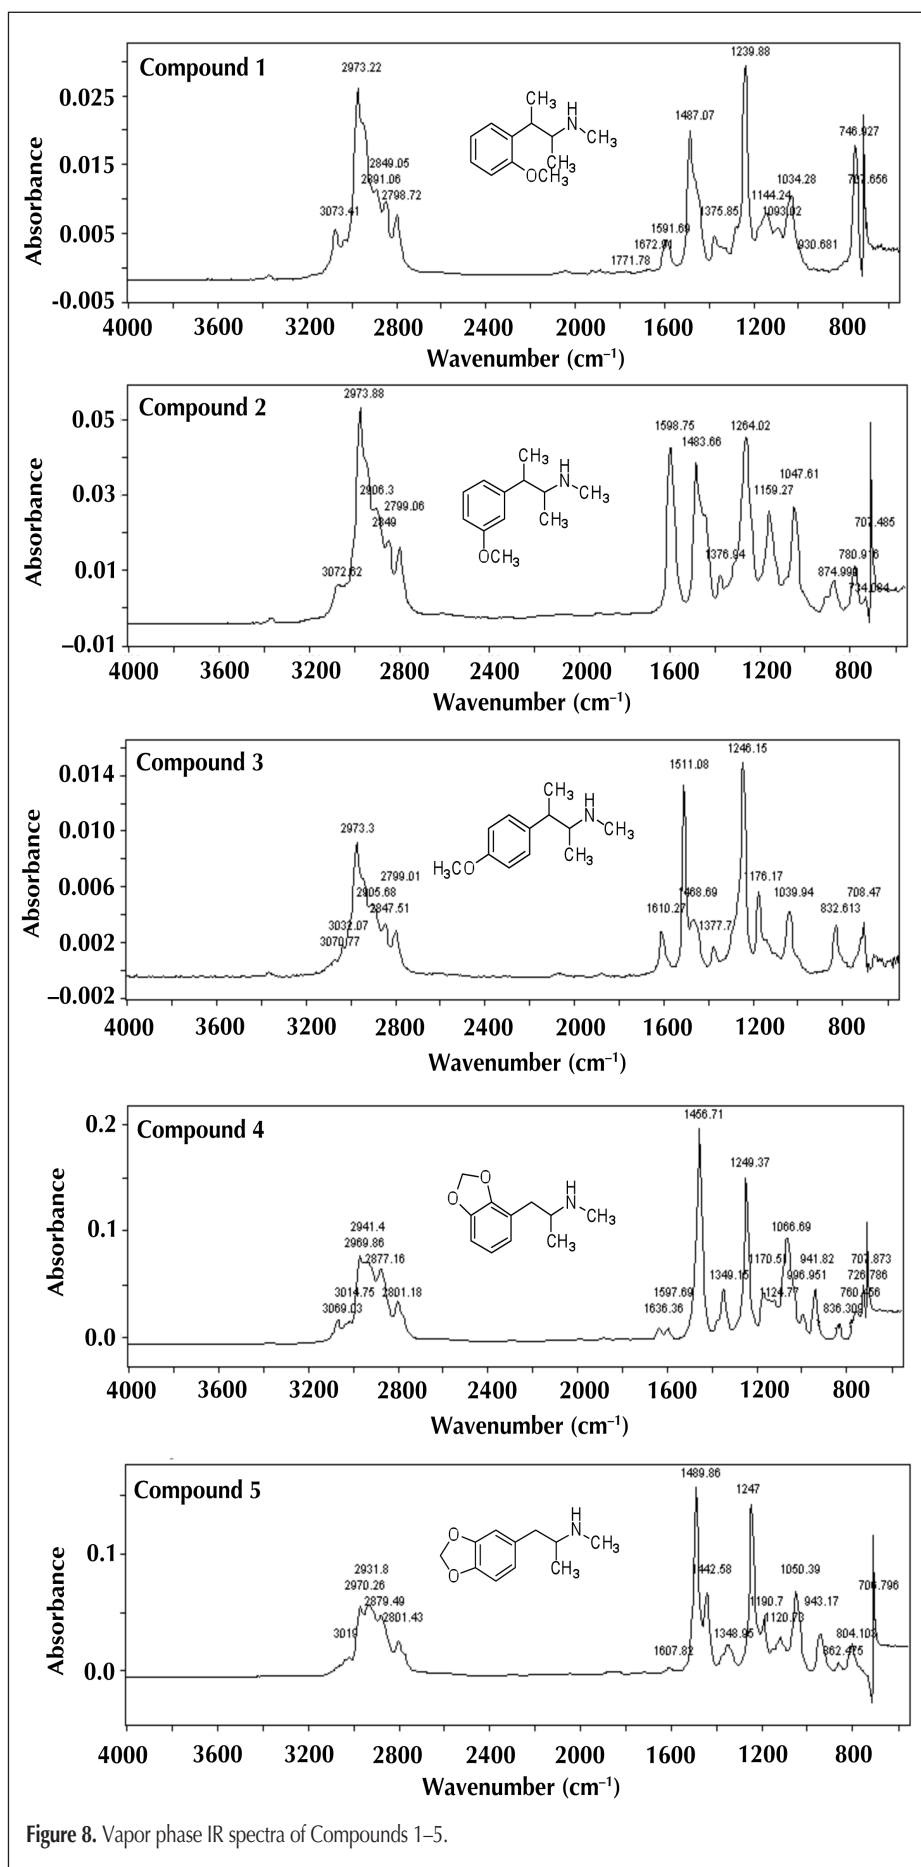 Compound 1
2973.22
1239.88
1487.07
746.927
2849.05
2891.06
2798.72
3073.41
1034.28
1144.24
1375.85
1591.69
1672.91
1771.78
930.681
CH₃
H
N
CH₃
CH₃
OCH₃
Absorbance
0.025
0.015
0.005
-0.005
4000 3600 3200 2800 2400 2000 1600 1200 800
Wavenumber (cm⁻¹)
Compound 2
2973.88
1598.75
1264.02
1483.66
1047.61
2906.3
1159.27
2799.06
2849
707.485
1376.94
780.916
3072.62
CH₃
H
N
CH₃
CH₃
OCH₃
Absorbance
0.05
0.03
0.01
−0.01
4000 3600 3200 2800 2400 2000 1600 1200 800
Wavenumber (cm⁻¹)
Compound 3
1246.15
1511.08
2973.3
2799.01
2905.68
2847.51
3032.07
3070.77
1468.69
1610.27
1377.7
1039.94
708.47
832.613
CH₃
H
N
CH₃
CH₃
H₃CO
Absorbance
0.014
0.010
0.006
0.002
−0.002
4000 3600 3200 2800 2400 2000 1600 1200 800
Wavenumber (cm⁻¹)
Compound 4
1456.71
1249.37
1066.69
2941.4
2969.86
2877.16
941.82
707.873
726.786
996.951
1349.15
3014.75
2801.18
1597.69
1636.36
3069.03
O
O
H
N
CH₃
CH₃
Absorbance
0.2
0.1
0.0
4000 3600 3200 2800 2400 2000 1600 1200 800
Wavenumber (cm⁻¹)
Compound 5
1489.86
1247
2931.8
2970.26
2879.49
2801.43
1442.58
1050.39
943.17
1190.7
1120.73
1348.95
1607.82
O
O
H
N
CH₃
CH₃
Absorbance
0.1
0.0
4000 3600 3200 2800 2400 2000 1600 1200 800
Wavenumber (cm⁻¹)
Figure 8. Vapor phase IR spectra of Compounds 1–5.